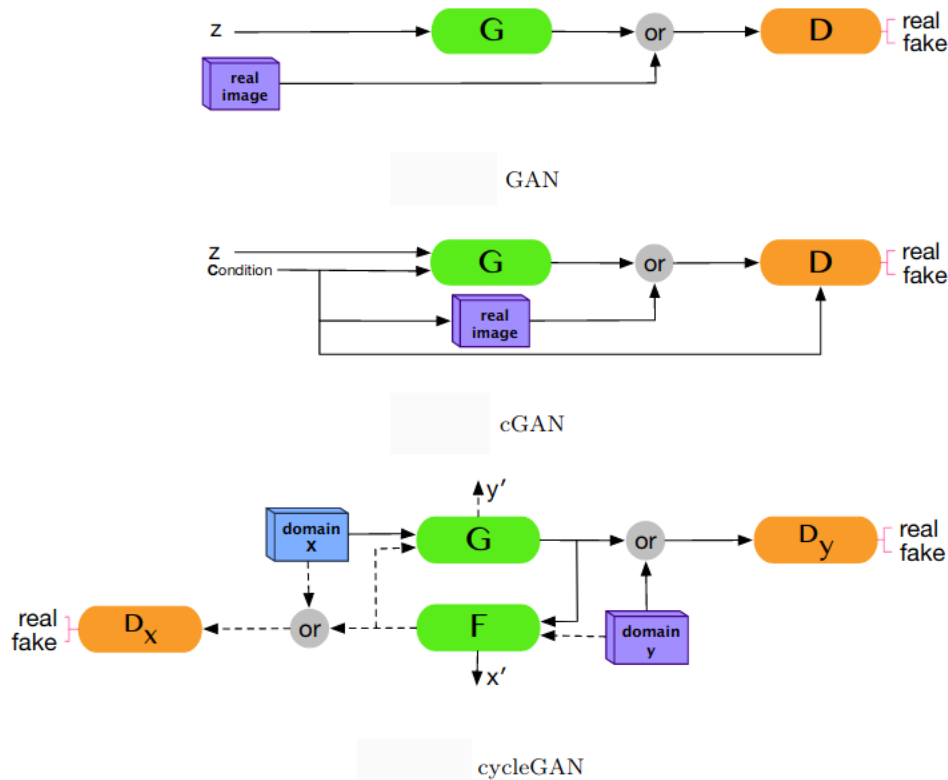 z
G
or
D
real
fake
real
image
GAN
z
condition
G
or
D
real
fake
real
image
cGAN
y'
domain
x
G
or
Dy
real
fake
real
fake
Dx
or
F
domain
y
x'
cycleGAN